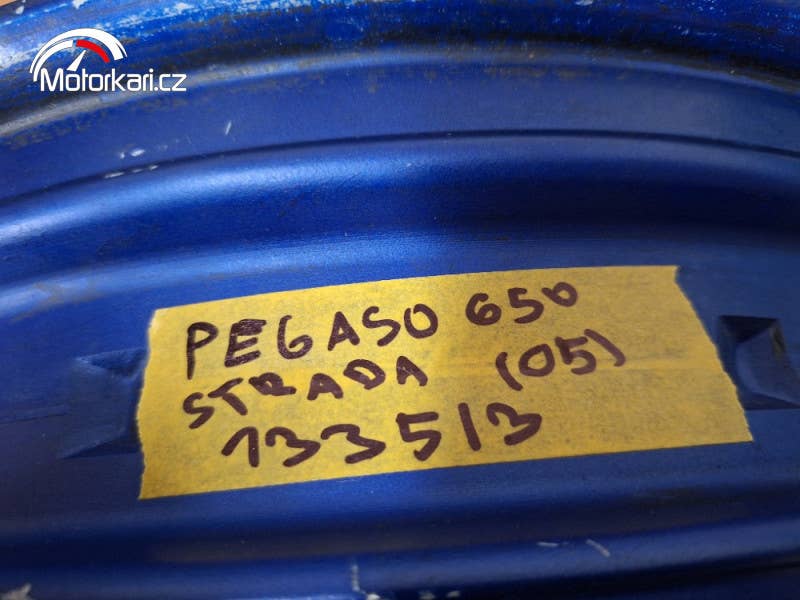 Motorkari.cz
PEGASO 650
STRADA (05)
133513